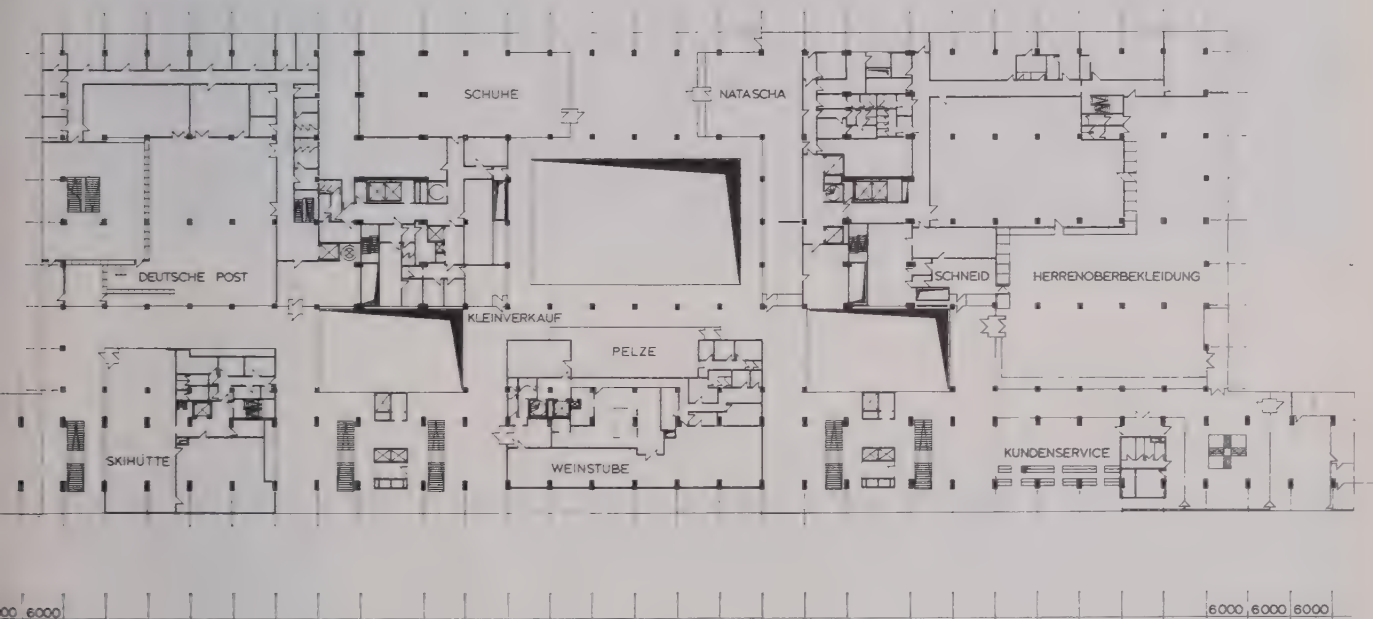 SCHUHE
NATASCHA
DEUTSCHE POST
SCHNEID
HERRENOBERBEKLEIDUNG
KLEINVERKAUF
PELZE
SKIHÜTTE
WEINSTUBE
KUNDENSERVICE
00 6000
6000 6000 6000